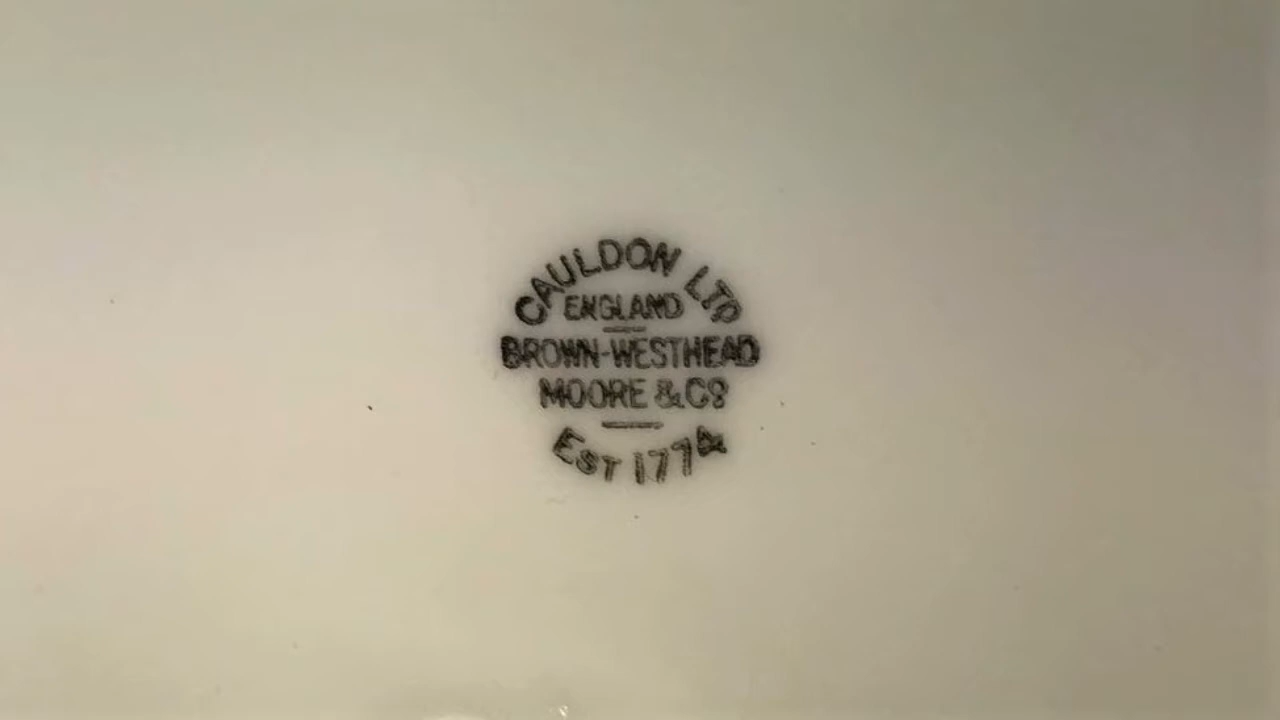 CAULDON LTD
ENGLAND
BROWN-WESTHEAD
MOORE & Co
EST 1774